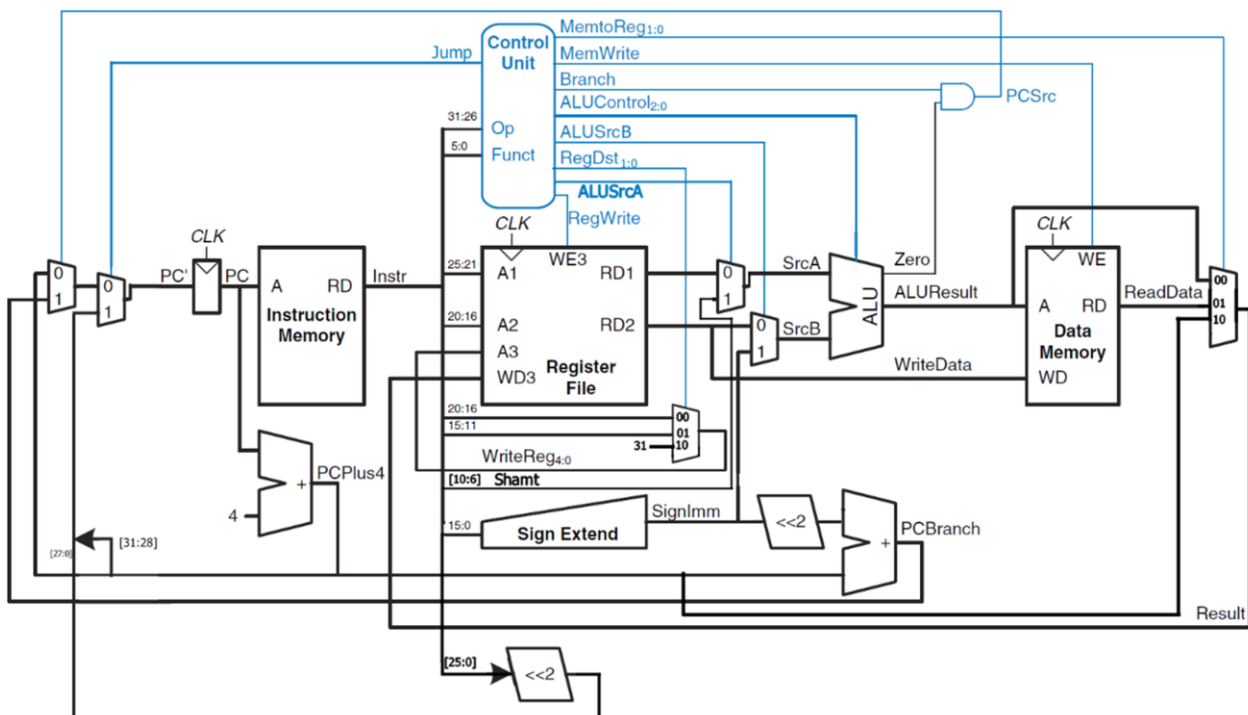 MemtoReg1:0
Control Unit
MemWrite
Jump
Branch
PCSrc
ALUControl2:0
31:26
Op
ALUSrcB
5:0
Funct
RegDst1:0
ALUSrcA
RegWrite
CLK
CLK
CLK
0
1
0
1
PC'
PC
A
RD
Instruction Memory
Instr
25:21
A1
WE3
RD1
0
1
SrcA
Zero
WE
00
01
10
20:16
A2
RD2
0
1
SrcB
ALU
ALUResult
A
RD
ReadData
Data Memory
A3
WD3
Register File
WriteData
WD
20:16
00
15:11
01
31
10
WriteReg4:0
PCPlus4
+
4
[10:6]
Shamt
SignImm
15:0
Sign Extend
<<2
PCBranch
+
[27:0]
[31:28]
Result
[25:0]
<<2